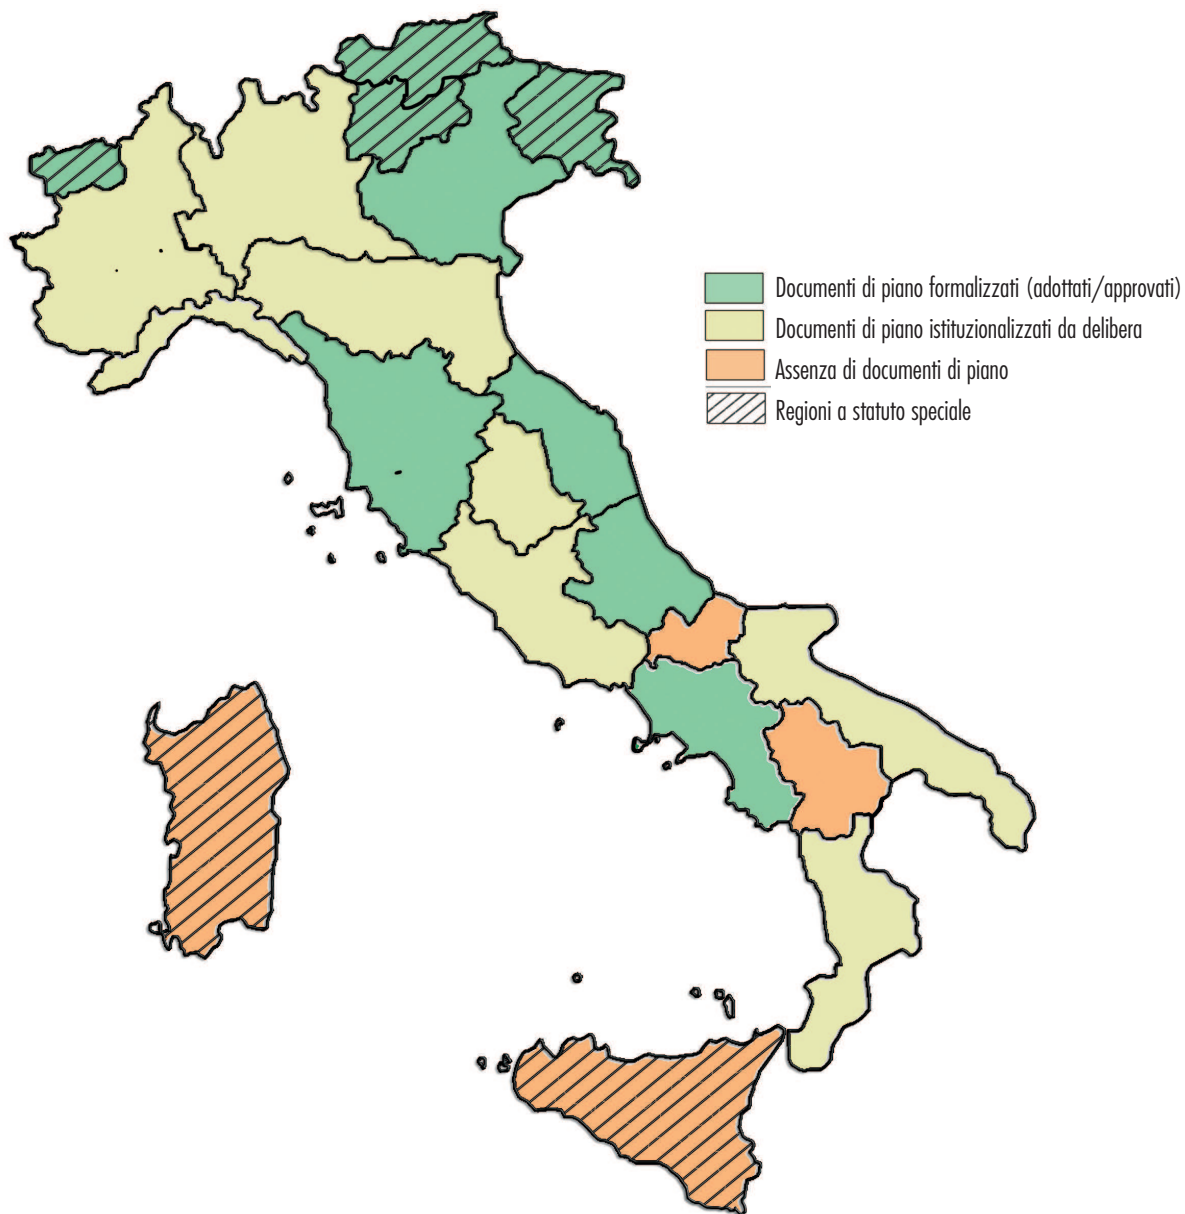 Documenti di piano formalizzati (adottati/approvati)
Documenti di piano istituzionalizzati da delibera
Assenza di documenti di piano
Regioni a statuto speciale